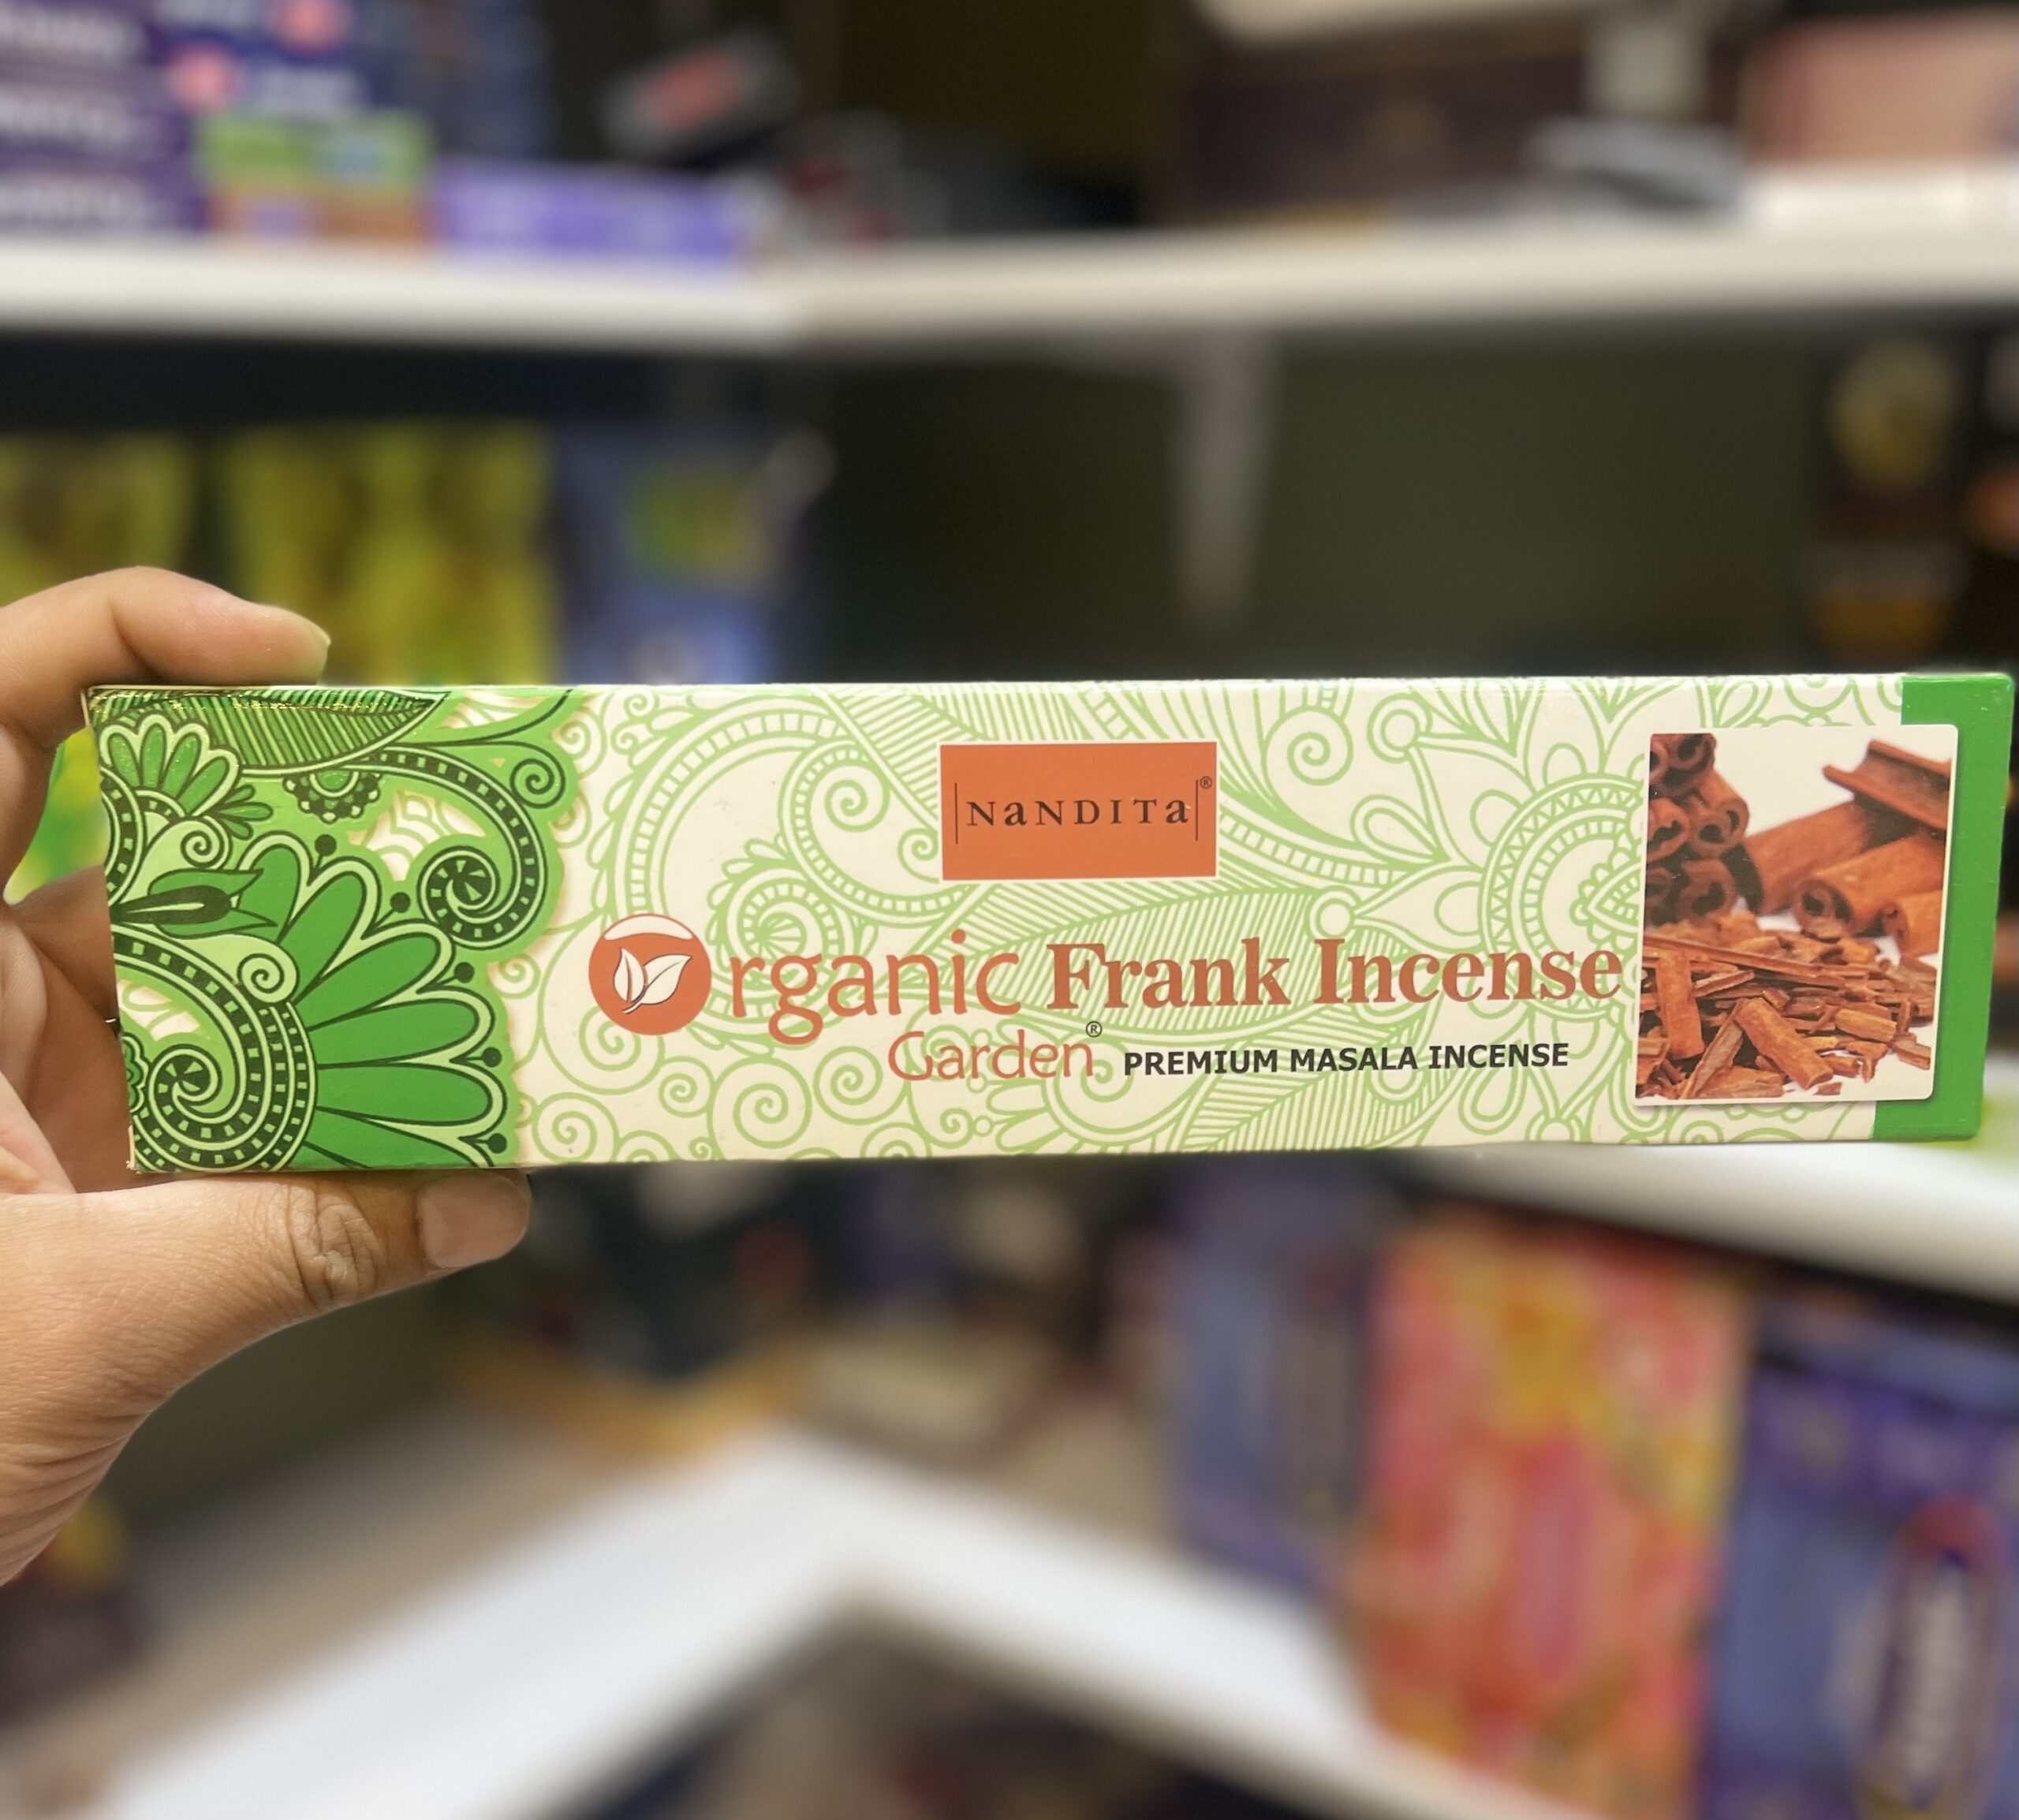 NaNDITa®
Organic Frank Incense
Garden® PREMIUM MASALA INCENSE